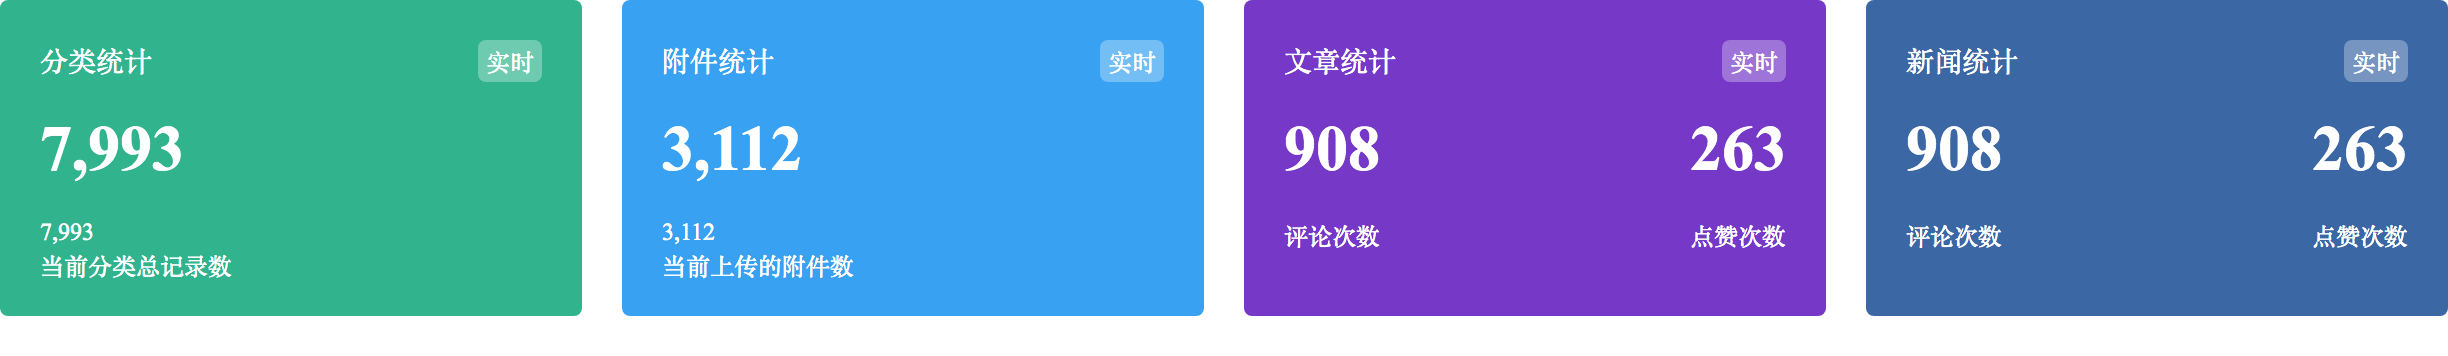 分类统计
实时
7,993
7,993
当前分类总记录数
附件统计
实时
3,112
3,112
当前上传的附件数
文章统计
实时
908
263
评论次数
点赞次数
新闻统计
实时
908
263
评论次数
点赞次数